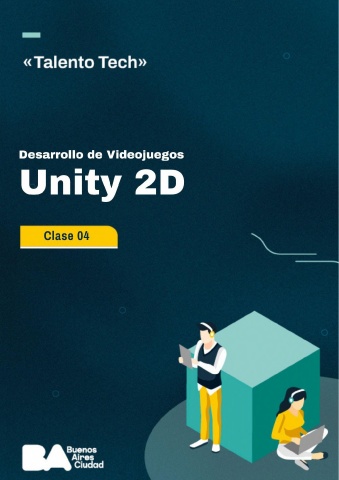 «Talento Tech»
Desarrollo de Videojuegos
Unity 2D
Clase 04
BA Buenos
Aires
Ciudad